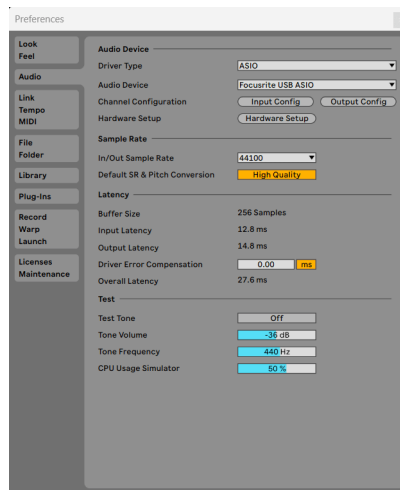 Preferences
Look
Feel
Audio
Link
Tempo
MIDI
File
Folder
Library
Plug-Ins
Record
Warp
Launch
Licenses
Maintenance
Audio Device
Driver Type ASIO
Audio Device Focusrite USB ASIO
Channel Configuration Input Config Output Config
Hardware Setup Hardware Setup
Sample Rate
In/Out Sample Rate 44100
Default SR & Pitch Conversion High Quality
Latency
Buffer Size 256 Samples
Input Latency 12.8 ms
Output Latency 14.8 ms
Driver Error Compensation 0.00 ms
Overall Latency 27.6 ms
Test
Test Tone Off
Tone Volume -36 dB
Tone Frequency 440 Hz
CPU Usage Simulator 50 %